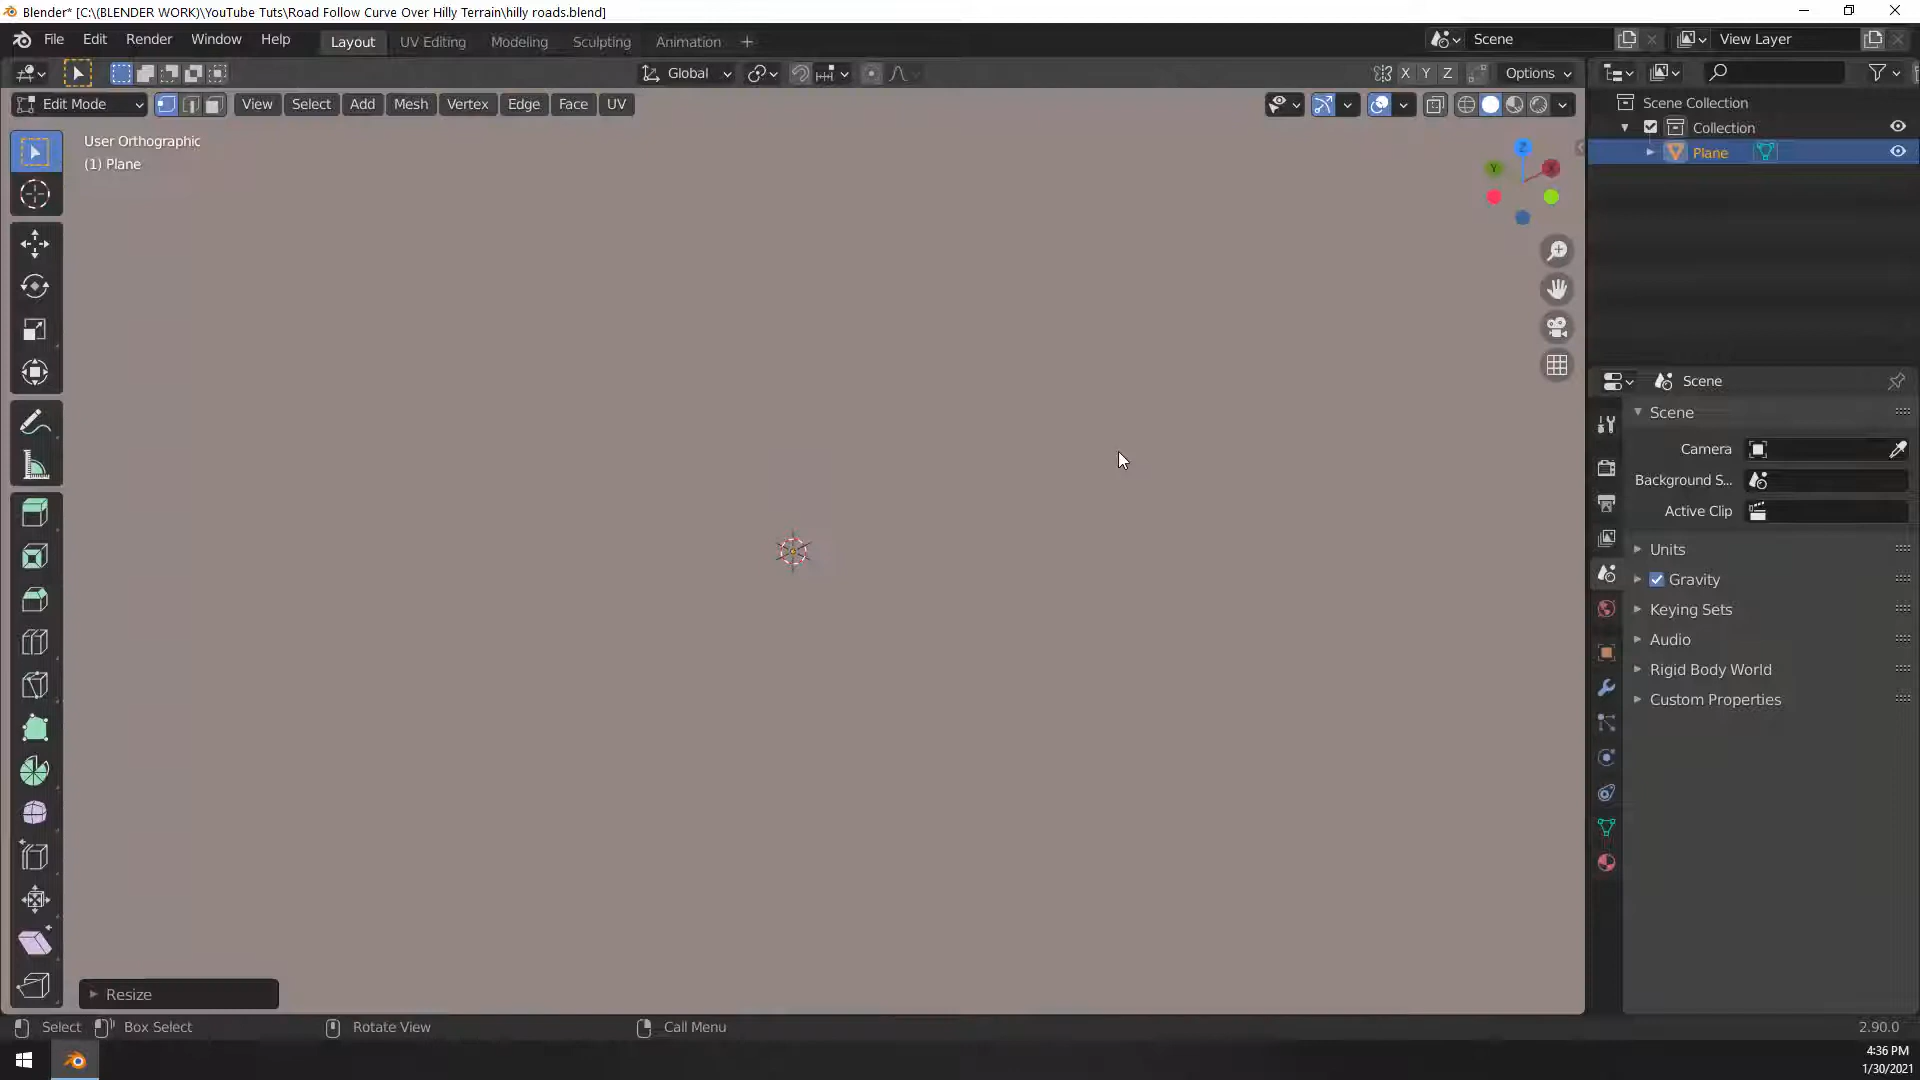 Blender* [C:\(BLENDER WORK)\YouTube Tuts\Road Follow Curve Over Hilly Terrain\hilly roads.blend]
File Edit Render Window Help Layout UV Editing Modeling Sculpting Animation + Scene View Layer
Global X Y Z Options
Edit Mode View Select Add Mesh Vertex Edge Face UV
User Orthographic
(1) Plane
Z
Y
X
Scene Collection
Collection
Plane
Scene
Scene
Camera
Background S...
Active Clip
Units
Gravity
Keying Sets
Audio
Rigid Body World
Custom Properties
Resize
Select Box Select Rotate View Call Menu 2.90.0
4:36 PM
1/30/2021